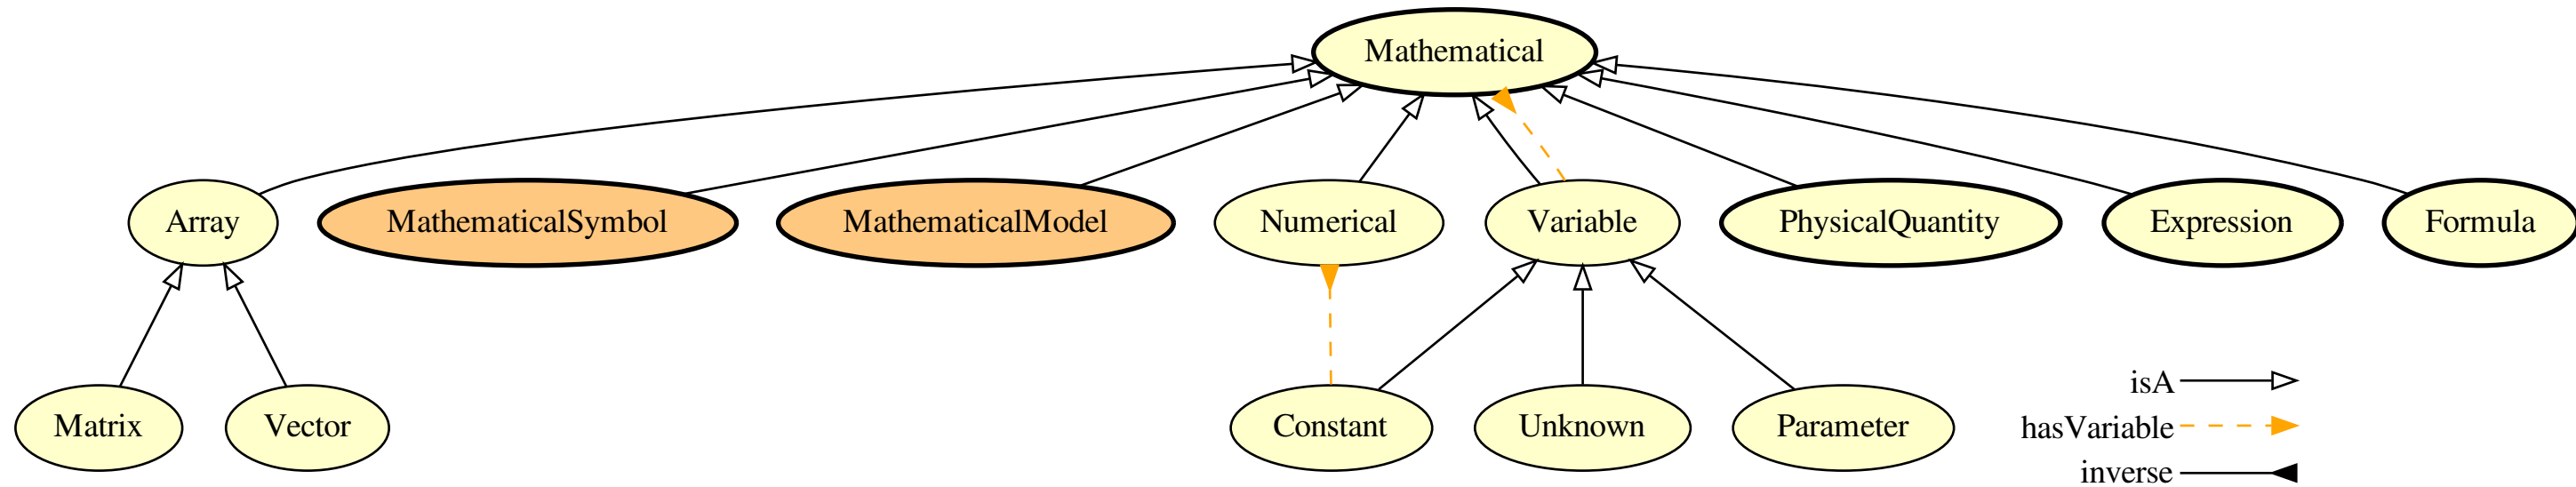 Mathematical
Array
MathematicalSymbol
MathematicalModel
Numerical
Variable
PhysicalQuantity
Expression
Formula
Matrix
Vector
Constant
Unknown
Parameter
isA
hasVariable
inverse